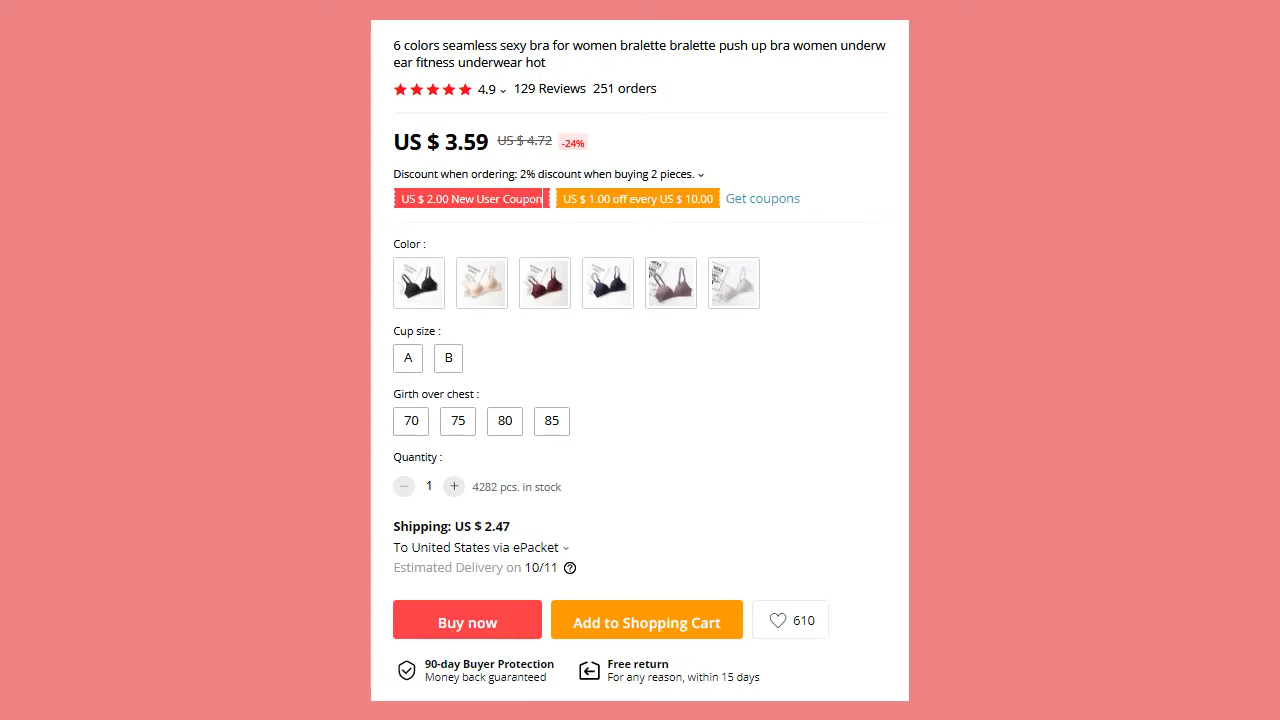 6 colors seamless sexy bra for women bralette bralette push up bra women underw
ear fitness underwear hot
4.9 129 Reviews 251 orders
US $ 3.59 US $ 4.72 -24%
Discount when ordering: 2% discount when buying 2 pieces.
US $ 2.00 New User Coupon US $ 1.00 off every US $ 10.00 Get coupons
Color :
Cup size :
A B
Girth over chest :
70 75 80 85
Quantity :
− 1 + 4282 pcs. in stock
Shipping: US $ 2.47
To United States via ePacket
Estimated Delivery on 10/11 ?
Buy now Add to Shopping Cart 610
90-day Buyer Protection Free return
Money back guaranteed For any reason, within 15 days